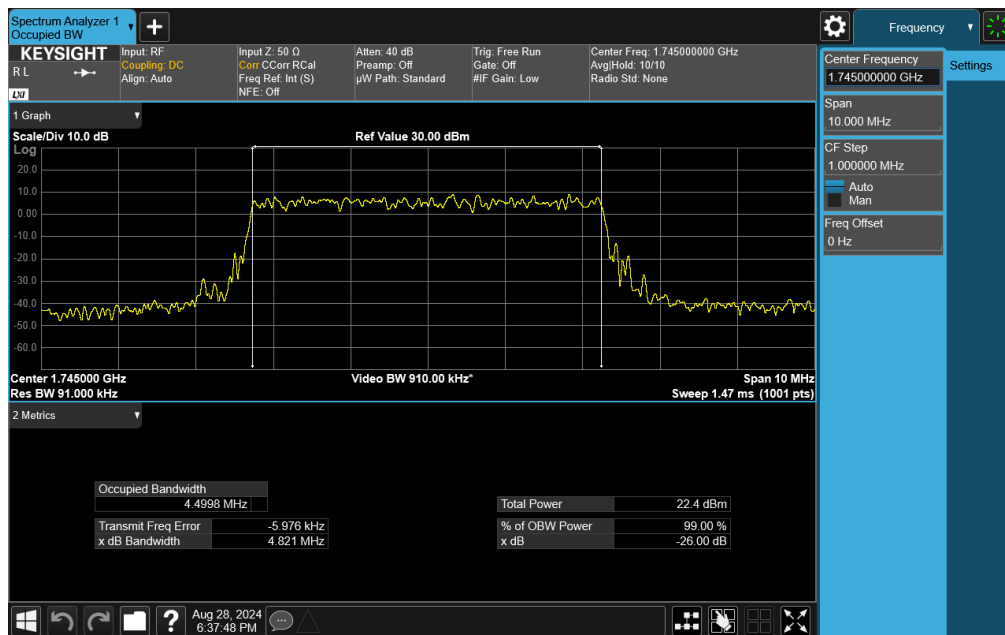 Spectrum Analyzer 1
Occupied BW
Frequency
KEYSIGHT
R L
LXI
Input: RF
Coupling: DC
Align: Auto
Input Z: 50 Ω
Corr CCorr RCal
Freq Ref: Int (S)
NFE: Off
Atten: 40 dB
Preamp: Off
µW Path: Standard
Trig: Free Run
Gate: Off
#IF Gain: Low
Center Freq: 1.745000000 GHz
Avg|Hold: 10/10
Radio Std: None
Center Frequency
1.745000000 GHz
Settings
Span
10.000 MHz
CF Step
1.000000 MHz
Auto
Man
Freq Offset
0 Hz
1 Graph
Scale/Div 10.0 dB
Ref Value 30.00 dBm
Log
20.0
10.0
0.00
-10.0
-20.0
-30.0
-40.0
-50.0
-60.0
Center 1.745000 GHz
Video BW 910.00 kHz*
Span 10 MHz
Res BW 91.000 kHz
Sweep 1.47 ms (1001 pts)
2 Metrics
Occupied Bandwidth
4.4998 MHz
Total Power 22.4 dBm
Transmit Freq Error -5.976 kHz
% of OBW Power 99.00 %
x dB Bandwidth 4.821 MHz
x dB -26.00 dB
Aug 28, 2024
6:37:48 PM